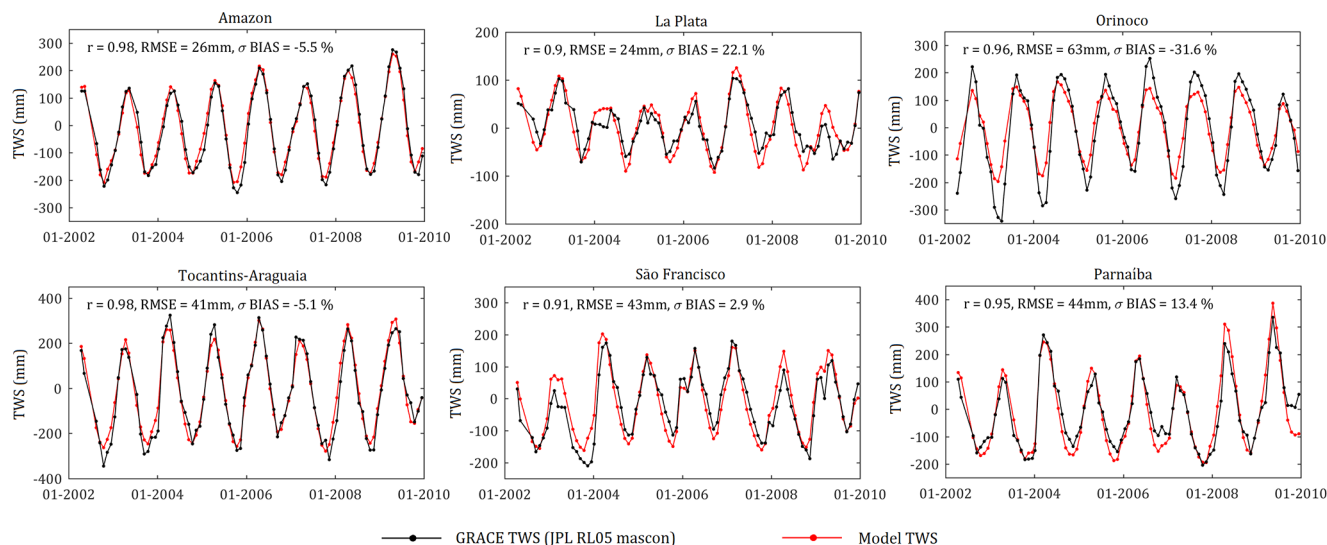 Amazon
r = 0.98, RMSE = 26mm, σ BIAS = -5.5 %
TWS (mm)
300
200
100
0
-100
-200
-300
01-2002 01-2004 01-2006 01-2008 01-2010
La Plata
r = 0.9, RMSE = 24mm, σ BIAS = 22.1 %
TWS (mm)
200
100
0
-100
200
01-2002 01-2004 01-2006 01-2008 01-2010
Orinoco
r = 0.96, RMSE = 63mm, σ BIAS = -31.6 %
TWS (mm)
300
200
100
0
-100
-200
-300
01-2002 01-2004 01-2006 01-2008 01-2010
Tocantins-Araguaia
r = 0.98, RMSE = 41mm, σ BIAS = -5.1 %
TWS (mm)
400
200
0
-200
-400
01-2002 01-2004 01-2006 01-2008 01-2010
São Francisco
r = 0.91, RMSE = 43mm, σ BIAS = 2.9 %
TWS (mm)
300
200
100
0
-100
-200
01-2002 01-2004 01-2006 01-2008 01-2010
Parnaíba
r = 0.95, RMSE = 44mm, σ BIAS = 13.4 %
TWS (mm)
400
300
200
100
0
-100
-200
01-2002 01-2004 01-2006 01-2008 01-2010
GRACE TWS (JPL RL05 mascon) Model TWS